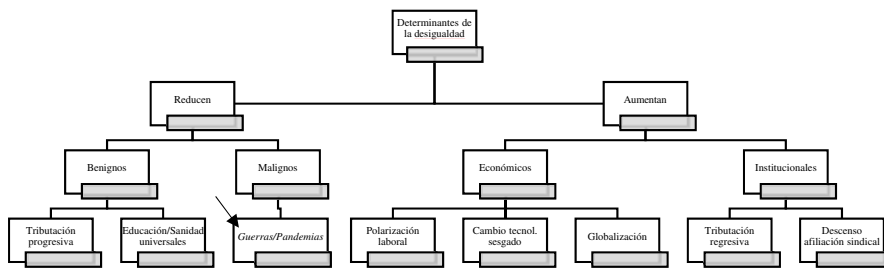 Determinantes de
la desigualdad
Reducen
Aumentan
Benignos
Malignos
Económicos
Institucionales
Tributación
progresiva
Educación/Sanidad
universales
Guerras/Pandemias
Polarización
laboral
Cambio tecnol.
sesgado
Globalización
Tributación
regresiva
Descenso
afiliación sindical